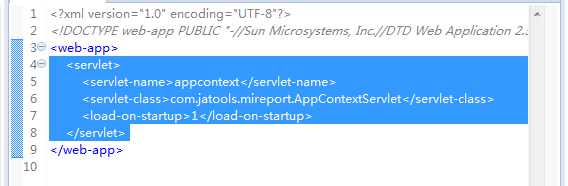 1 <?xml version="1.0" encoding="UTF-8"?>
2 <!DOCTYPE web-app PUBLIC "-//Sun Microsystems, Inc.//DTD Web Application 2.
3 <web-app>
4 <servlet>
5 <servlet-name>appcontext</servlet-name>
6 <servlet-class>com.jatools.mireport.AppContextServlet</servlet-class>
7 <load-on-startup>1</load-on-startup>
8 </servlet>
9 </web-app>
10